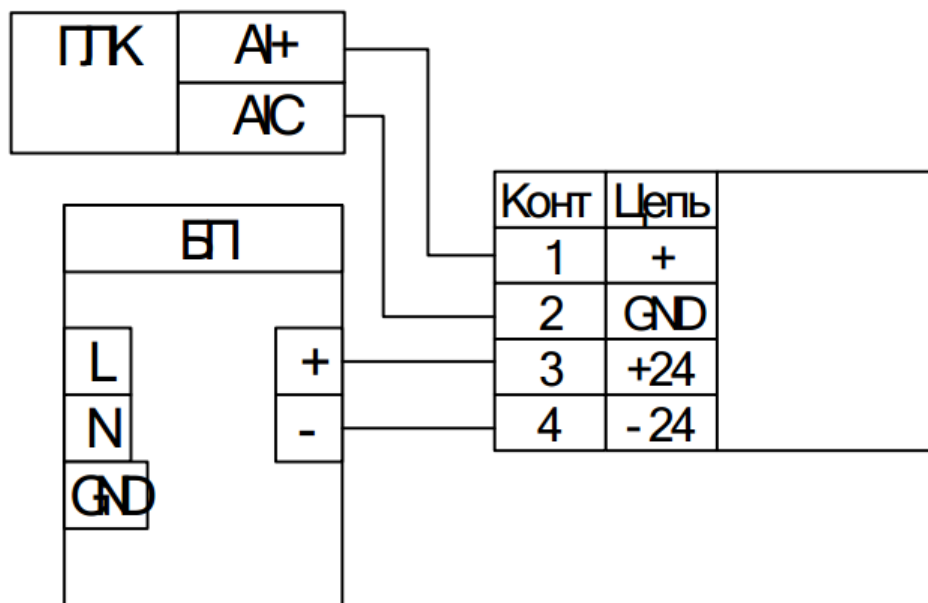 ПЛК AI+
AIC
БП
L +
N -
GND
Конт Цепь
1 +
2 GND
3 +24
4 -24